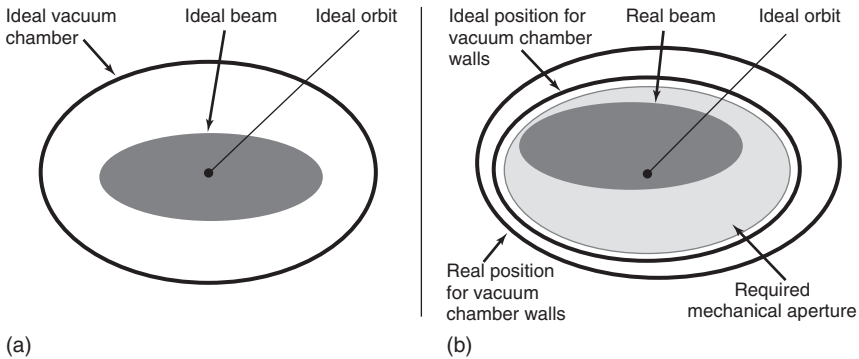 Ideal vacuum
chamber
Ideal beam
Ideal orbit
(a)
Ideal position for
vacuum chamber
walls
Real beam
Ideal orbit
Real position
for vacuum
chamber walls
Required
mechanical aperture
(b)